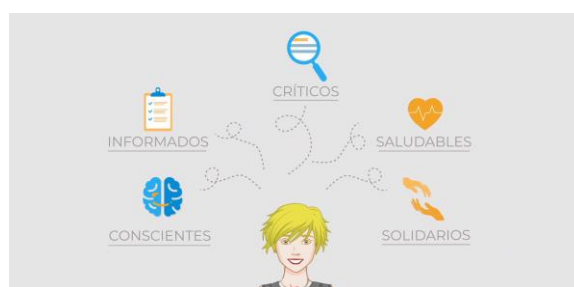 CRÍTICOS
INFORMADOS
SALUDABLES
CONSCIENTES
SOLIDARIOS